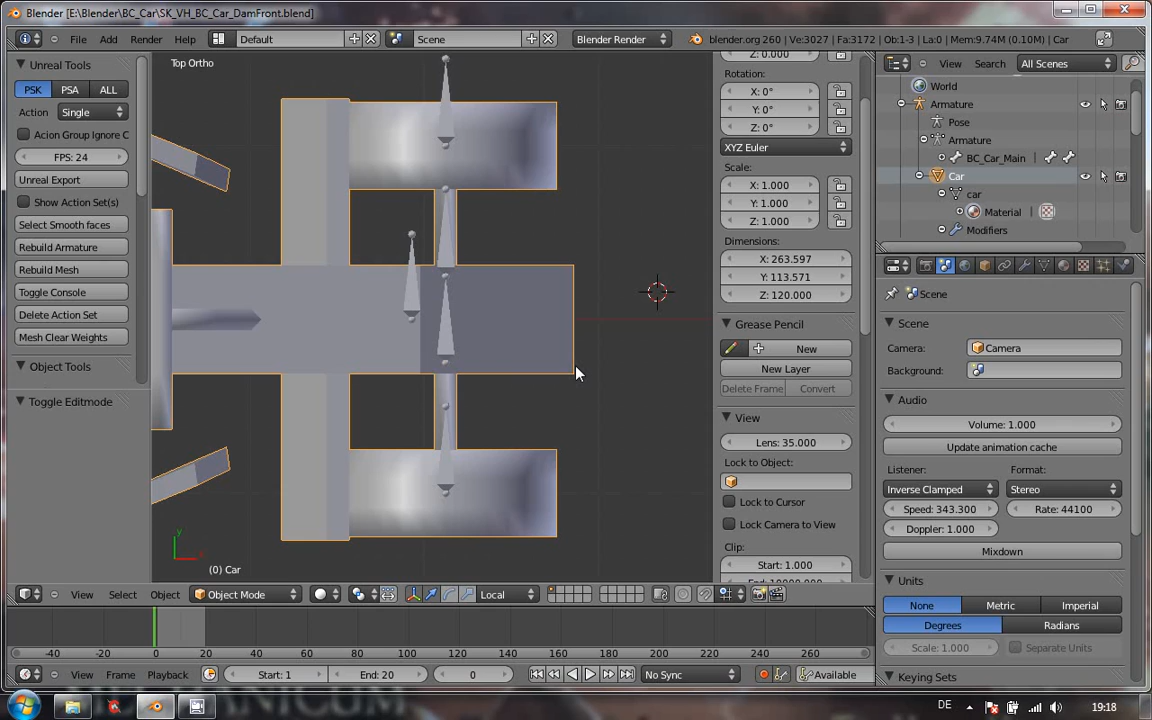 Blender [E:\Blender\BC_Car\SK_VH_BC_Car_DamFront.blend]
File Add Render Help Default Scene Blender Render blender.org 260 | Ve:3027 | Fa:3172 | Ob:1-3 | La:0 | Mem:9.74M (0.10M) | Car
Unreal Tools
PSK PSA ALL
Action Single
Acion Group Ignore C
FPS: 24
Unreal Export
Show Action Set(s)
Select Smooth faces
Rebuild Armature
Rebuild Mesh
Toggle Console
Delete Action Set
Mesh Clear Weights
Object Tools
Toggle Editmode
Top Ortho
y
(0) Car
Z: 0.000
Rotation:
X: 0°
Y: 0°
Z: 0°
XYZ Euler
Scale:
X: 1.000
Y: 1.000
Z: 1.000
Dimensions:
X: 263.597
Y: 113.571
Z: 120.000
Grease Pencil
New
New Layer
Delete Frame Convert
View
Lens: 35.000
Lock to Object:
Lock to Cursor
Lock Camera to View
Clip:
Start: 1.000
View Search All Scenes
World
Armature
Pose
Armature
BC_Car_Main
Car
car
Material
Modifiers
Scene
Scene
Camera: Camera
Background:
Audio
Volume: 1.000
Update animation cache
Listener: Format:
Inverse Clamped Stereo
Speed: 343.300 Rate: 44100
Doppler: 1.000
Mixdown
Units
None Metric Imperial
Degrees Radians
Scale: 1.000 Separate Units
Keying Sets
View Select Object Object Mode Local
-40 -20 0 20 40 60 80 100 120 140 160 180 200 220 240 260
View Frame Playback Start: 1 End: 20 0 No Sync Available
DE 19:18